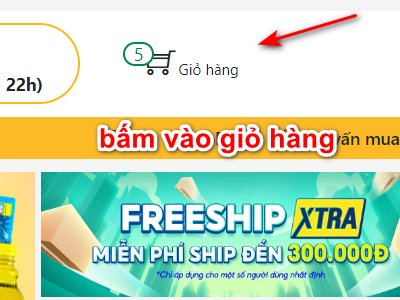 5
Giỏ hàng
22h)
bấm vào giỏ hàng
vấn mua
FREESHIP XTRA
MIỄN PHÍ SHIP ĐẾN 300.000Đ
*Chỉ áp dụng cho một số người dùng nhất định